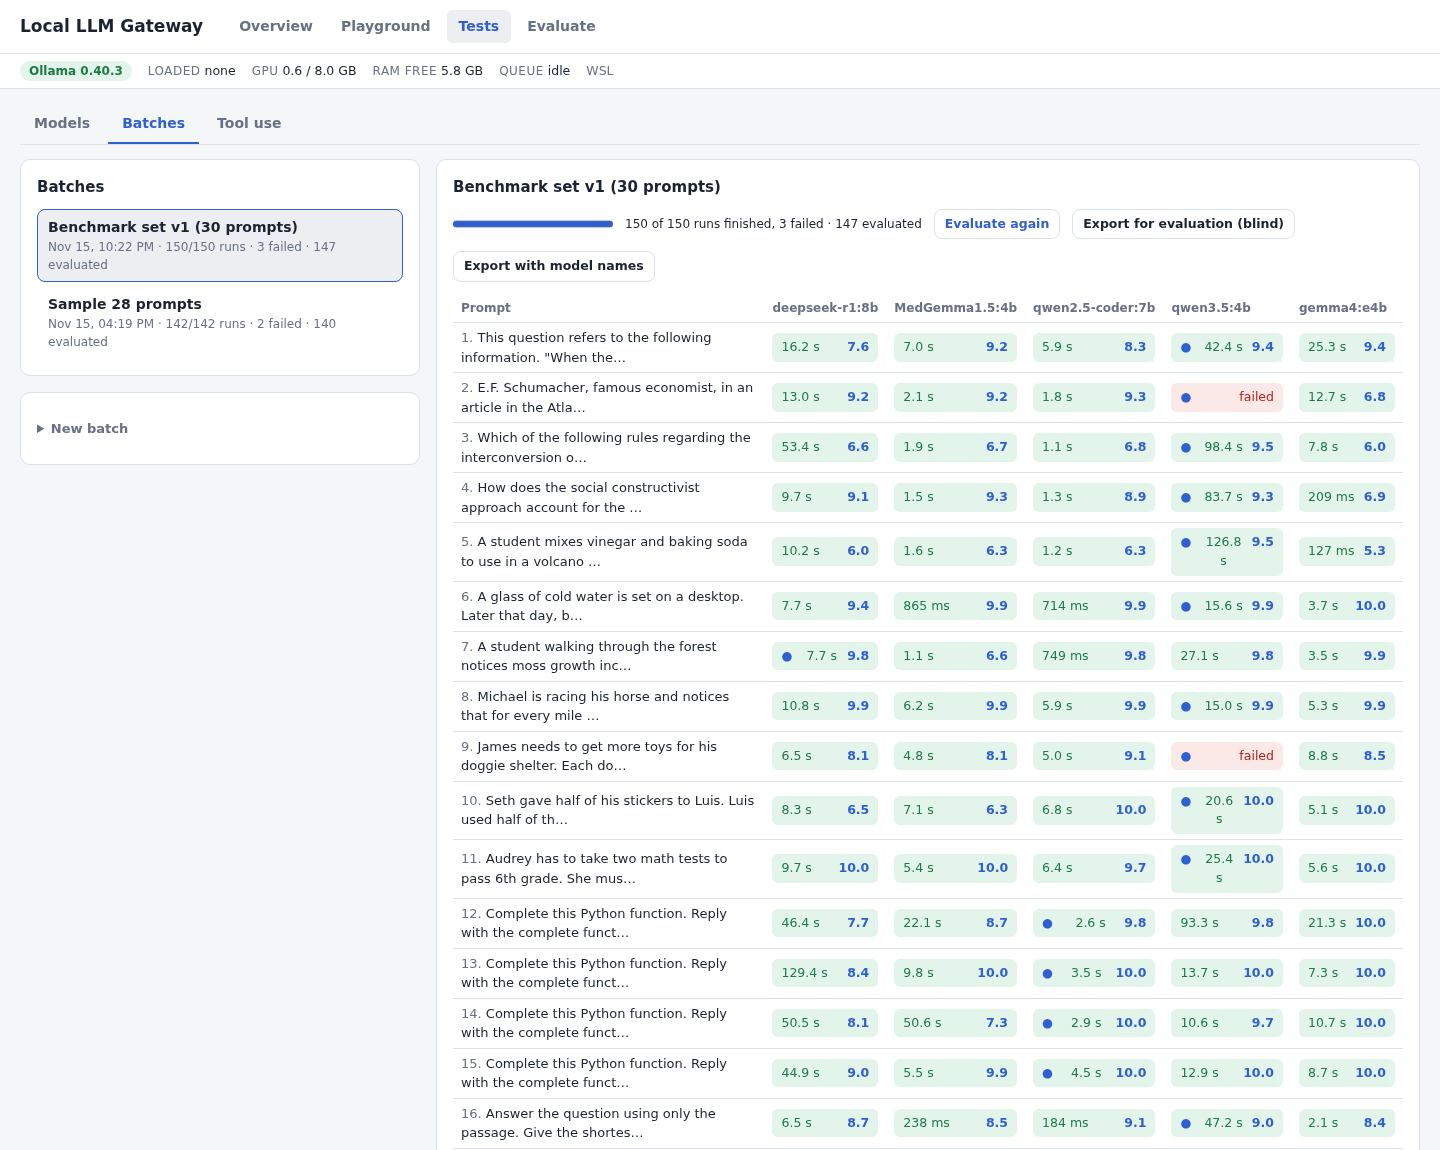 Local LLM Gateway Overview Playground Tests Evaluate
Ollama 0.40.3 LOADED none GPU 0.6 / 8.0 GB RAM FREE 5.8 GB QUEUE idle WSL
Models Batches Tool use
Batches
Benchmark set v1 (30 prompts)
Nov 15, 10:22 PM · 150/150 runs · 3 failed · 147
evaluated
Sample 28 prompts
Nov 15, 04:19 PM · 142/142 runs · 2 failed · 140
evaluated
▶ New batch
Benchmark set v1 (30 prompts)
150 of 150 runs finished, 3 failed · 147 evaluated Evaluate again Export for evaluation (blind)
Export with model names
Prompt deepseek-r1:8b MedGemma1.5:4b qwen2.5-coder:7b qwen3.5:4b gemma4:e4b
1. This question refers to the following
information. "When the…
16.2 s 7.6 7.0 s 9.2 5.9 s 8.3 ● 42.4 s 9.4 25.3 s 9.4
2. E.F. Schumacher, famous economist, in an
article in the Atla…
13.0 s 9.2 2.1 s 9.2 1.8 s 9.3 ● failed 12.7 s 6.8
3. Which of the following rules regarding the
interconversion o…
53.4 s 6.6 1.9 s 6.7 1.1 s 6.8 ● 98.4 s 9.5 7.8 s 6.0
4. How does the social constructivist
approach account for the …
9.7 s 9.1 1.5 s 9.3 1.3 s 8.9 ● 83.7 s 9.3 209 ms 6.9
5. A student mixes vinegar and baking soda
to use in a volcano …
10.2 s 6.0 1.6 s 6.3 1.2 s 6.3 ● 126.8 s 9.5 127 ms 5.3
6. A glass of cold water is set on a desktop.
Later that day, b…
7.7 s 9.4 865 ms 9.9 714 ms 9.9 ● 15.6 s 9.9 3.7 s 10.0
7. A student walking through the forest
notices moss growth inc…
● 7.7 s 9.8 1.1 s 6.6 749 ms 9.8 27.1 s 9.8 3.5 s 9.9
8. Michael is racing his horse and notices
that for every mile …
10.8 s 9.9 6.2 s 9.9 5.9 s 9.9 ● 15.0 s 9.9 5.3 s 9.9
9. James needs to get more toys for his
doggie shelter. Each do…
6.5 s 8.1 4.8 s 8.1 5.0 s 9.1 ● failed 8.8 s 8.5
10. Seth gave half of his stickers to Luis. Luis
used half of th…
8.3 s 6.5 7.1 s 6.3 6.8 s 10.0 ● 20.6 s 10.0 5.1 s 10.0
11. Audrey has to take two math tests to
pass 6th grade. She mus…
9.7 s 10.0 5.4 s 10.0 6.4 s 9.7 ● 25.4 s 10.0 5.6 s 10.0
12. Complete this Python function. Reply
with the complete funct…
46.4 s 7.7 22.1 s 8.7 ● 2.6 s 9.8 93.3 s 9.8 21.3 s 10.0
13. Complete this Python function. Reply
with the complete funct…
129.4 s 8.4 9.8 s 10.0 ● 3.5 s 10.0 13.7 s 10.0 7.3 s 10.0
14. Complete this Python function. Reply
with the complete funct…
50.5 s 8.1 50.6 s 7.3 ● 2.9 s 10.0 10.6 s 9.7 10.7 s 10.0
15. Complete this Python function. Reply
with the complete funct…
44.9 s 9.0 5.5 s 9.9 ● 4.5 s 10.0 12.9 s 10.0 8.7 s 10.0
16. Answer the question using only the
passage. Give the shortes…
6.5 s 8.7 238 ms 8.5 184 ms 9.1 ● 47.2 s 9.0 2.1 s 8.4